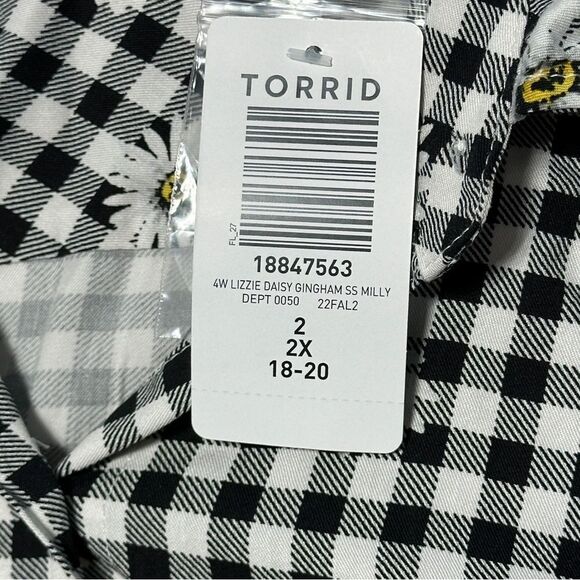 TORRID
FL_27
18847563
4W LIZZIE DAISY GINGHAM SS MILLY
DEPT 0050 22FAL2
2
2X
18-20